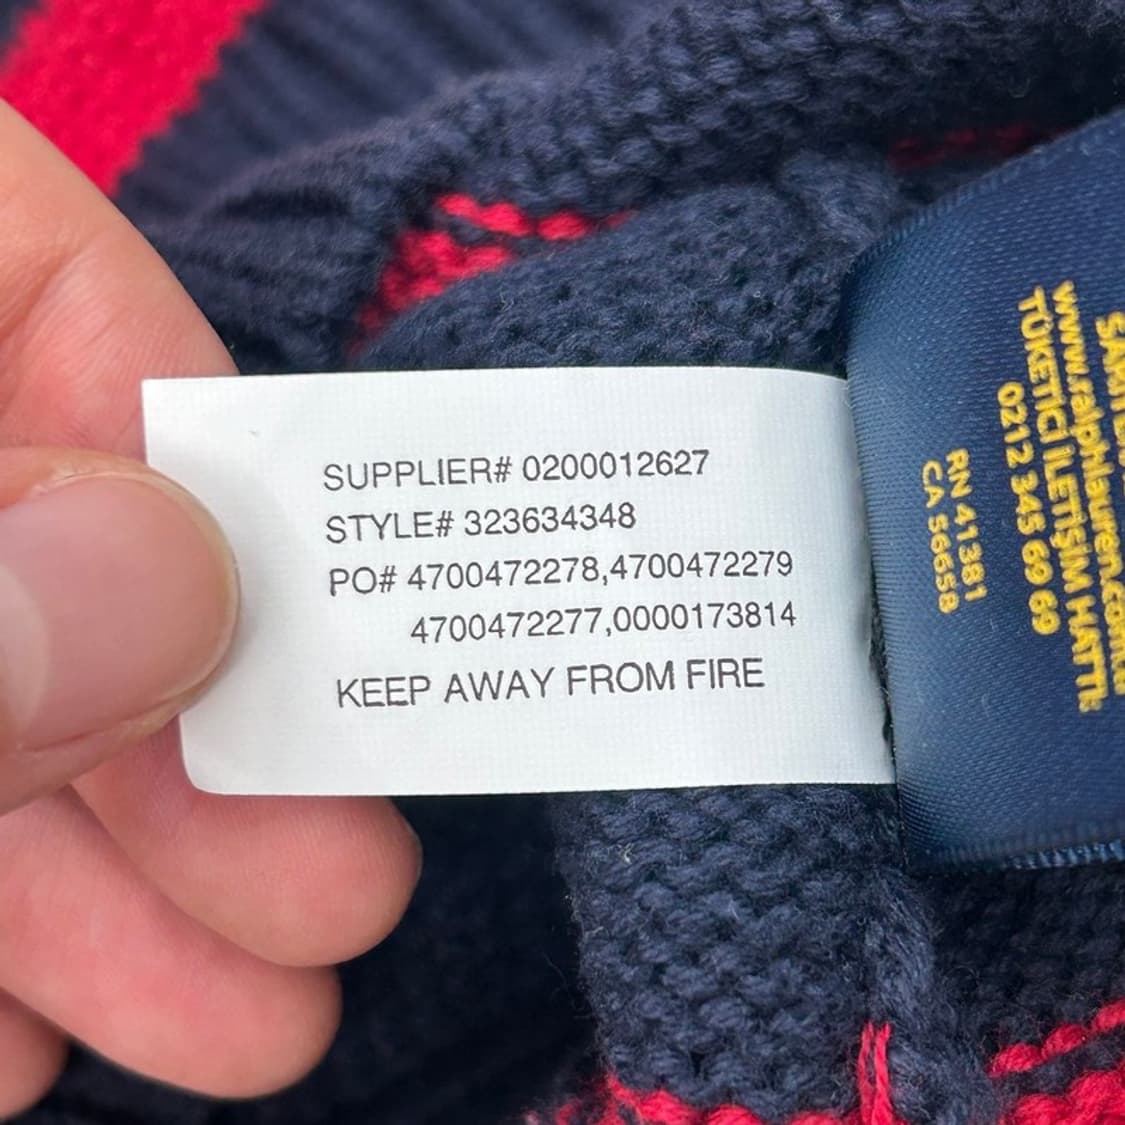 SUPPLIER# 0200012627
STYLE# 323634348
PO# 4700472278,4700472279
4700472277,0000173814
KEEP AWAY FROM FIRE
www.ralphlauren.com
TÜKETİCİ İLETİŞİM HATTI:
0212 345 69 69
RN 41381
CA 56658